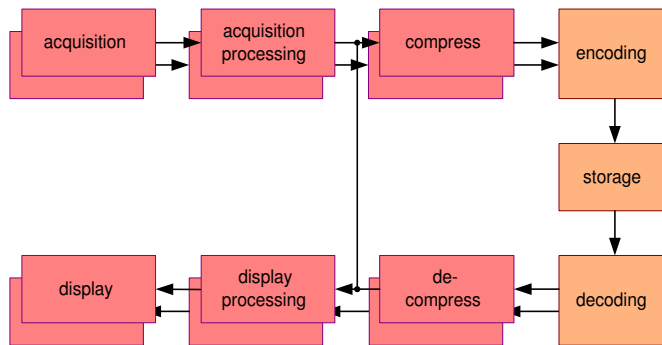 acquisition
acquisition
processing
compress
encoding
storage
display
display
processing
de-
compress
decoding